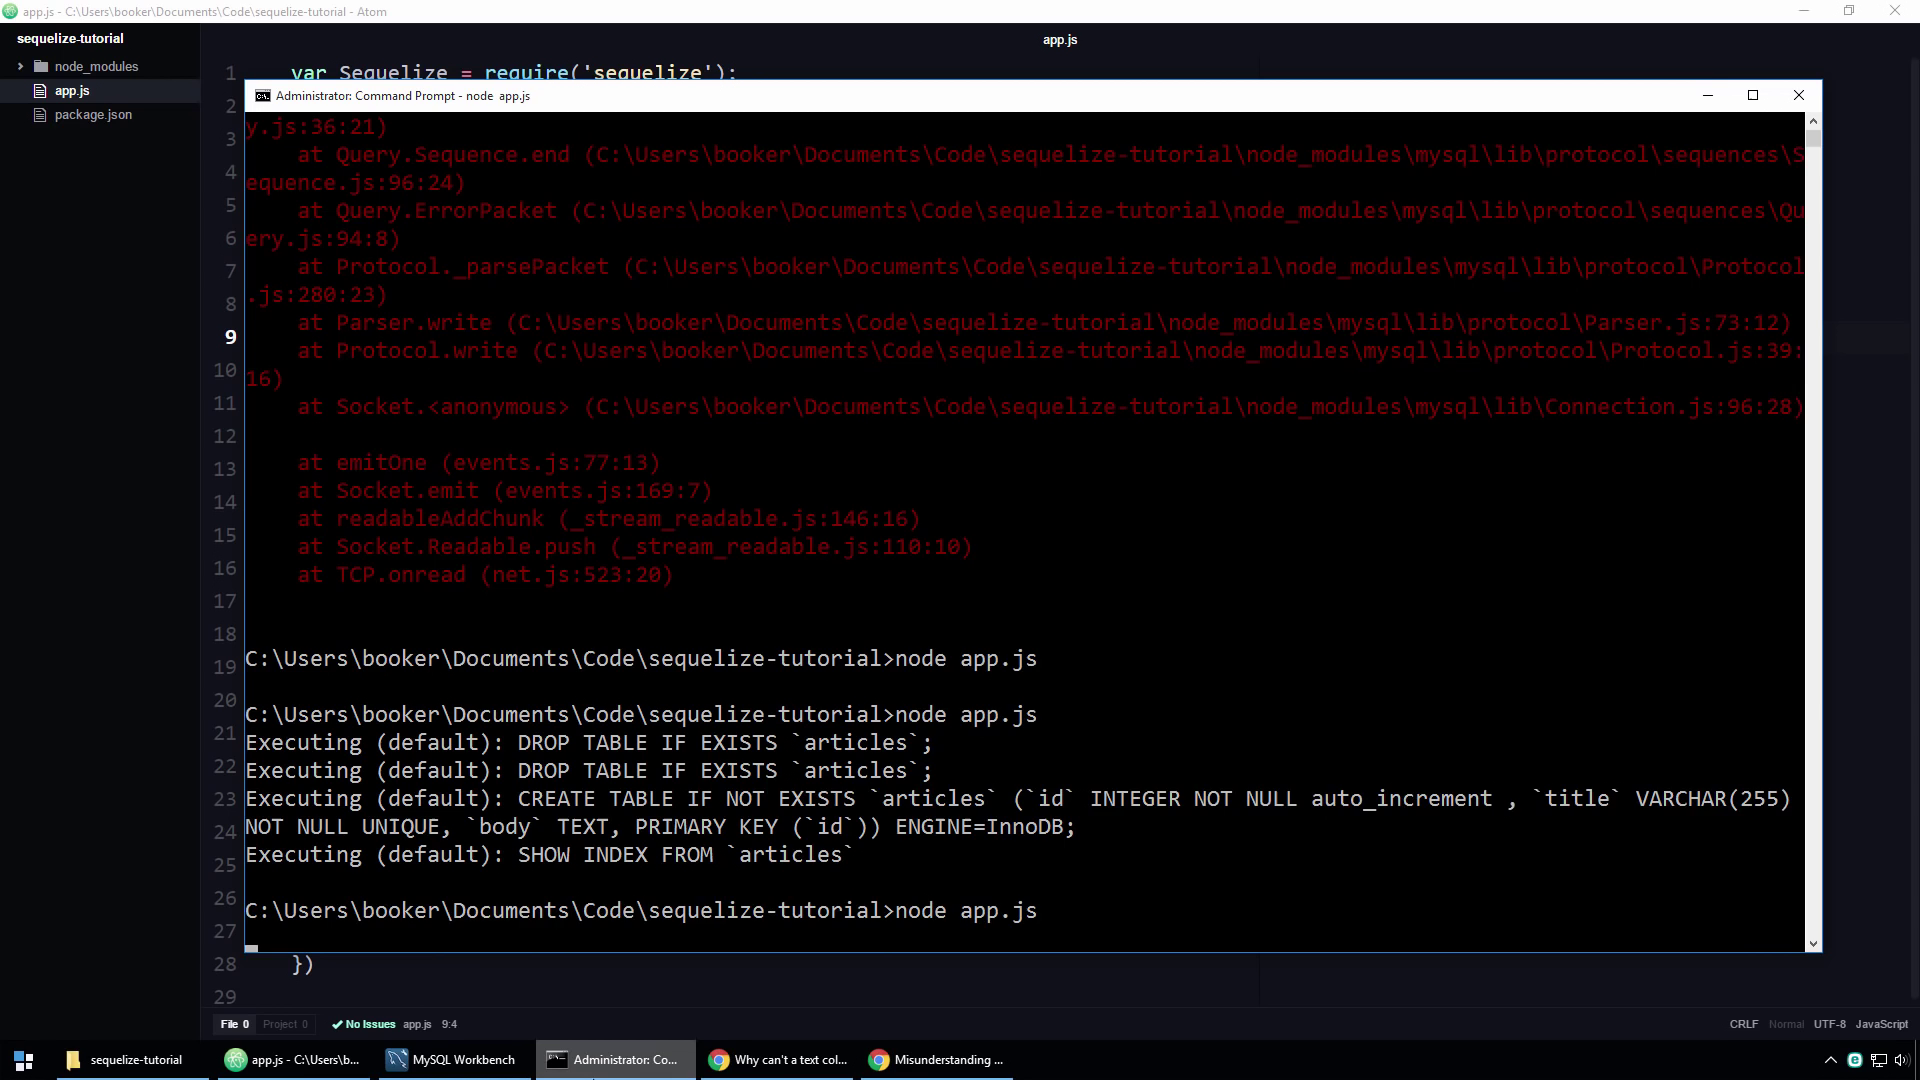 app.js - C:\Users\booker\Documents\Code\sequelize-tutorial - Atom
sequelize-tutorial
node_modules
app.js
package.json
app.js
1 var Sequelize = require('sequelize');
Administrator: Command Prompt - node  app.js
2
3
4
5
6
7
8
9
10
11
12
13
14
15
16
17
18
19
20
21
22
23
24
25
26
27
y.js:36:21)
    at Query.Sequence.end (C:\Users\booker\Documents\Code\sequelize-tutorial\node_modules\mysql\lib\protocol\sequences\S
equence.js:96:24)
    at Query.ErrorPacket (C:\Users\booker\Documents\Code\sequelize-tutorial\node_modules\mysql\lib\protocol\sequences\Qu
ery.js:94:8)
    at Protocol._parsePacket (C:\Users\booker\Documents\Code\sequelize-tutorial\node_modules\mysql\lib\protocol\Protocol
.js:280:23)
    at Parser.write (C:\Users\booker\Documents\Code\sequelize-tutorial\node_modules\mysql\lib\protocol\Parser.js:73:12)
    at Protocol.write (C:\Users\booker\Documents\Code\sequelize-tutorial\node_modules\mysql\lib\protocol\Protocol.js:39:
16)
    at Socket.<anonymous> (C:\Users\booker\Documents\Code\sequelize-tutorial\node_modules\mysql\lib\Connection.js:96:28)
    at emitOne (events.js:77:13)
    at Socket.emit (events.js:169:7)
    at readableAddChunk (_stream_readable.js:146:16)
    at Socket.Readable.push (_stream_readable.js:110:10)
    at TCP.onread (net.js:523:20)
C:\Users\booker\Documents\Code\sequelize-tutorial>node app.js
C:\Users\booker\Documents\Code\sequelize-tutorial>node app.js
Executing (default): DROP TABLE IF EXISTS `articles`;
Executing (default): DROP TABLE IF EXISTS `articles`;
Executing (default): CREATE TABLE IF NOT EXISTS `articles` (`id` INTEGER NOT NULL auto_increment , `title` VARCHAR(255)
NOT NULL UNIQUE, `body` TEXT, PRIMARY KEY (`id`)) ENGINE=InnoDB;
Executing (default): SHOW INDEX FROM `articles`
C:\Users\booker\Documents\Code\sequelize-tutorial>node app.js
28 })
29
File 0 Project 0 No Issues app.js 9:4 CRLF Normal UTF-8 JavaScript
sequelize-tutorial app.js - C:\Users\b... MySQL Workbench Administrator: Co... Why can't a text col... Misunderstanding ...